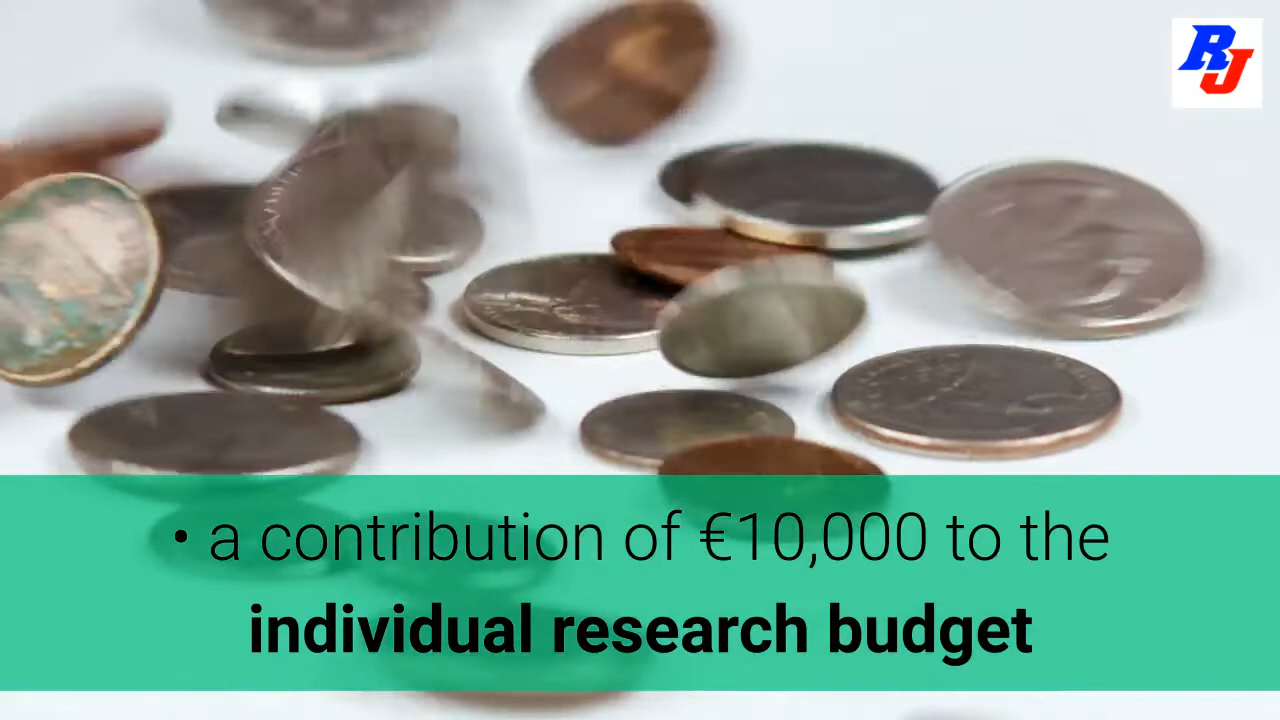 RJ
• a contribution of €10,000 to the
individual research budget